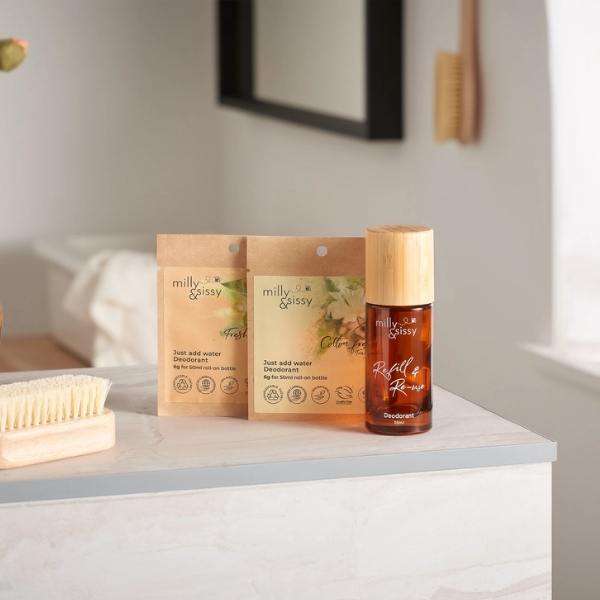 milly
&sissy
Fresh
Just add water
Deodorant
6g for 50ml roll-on bottle
milly
&sissy
Just add water
Deodorant
6g for 50ml roll-on bottle
milly
&sissy
Refill &
Re-use
Deodorant
50ml